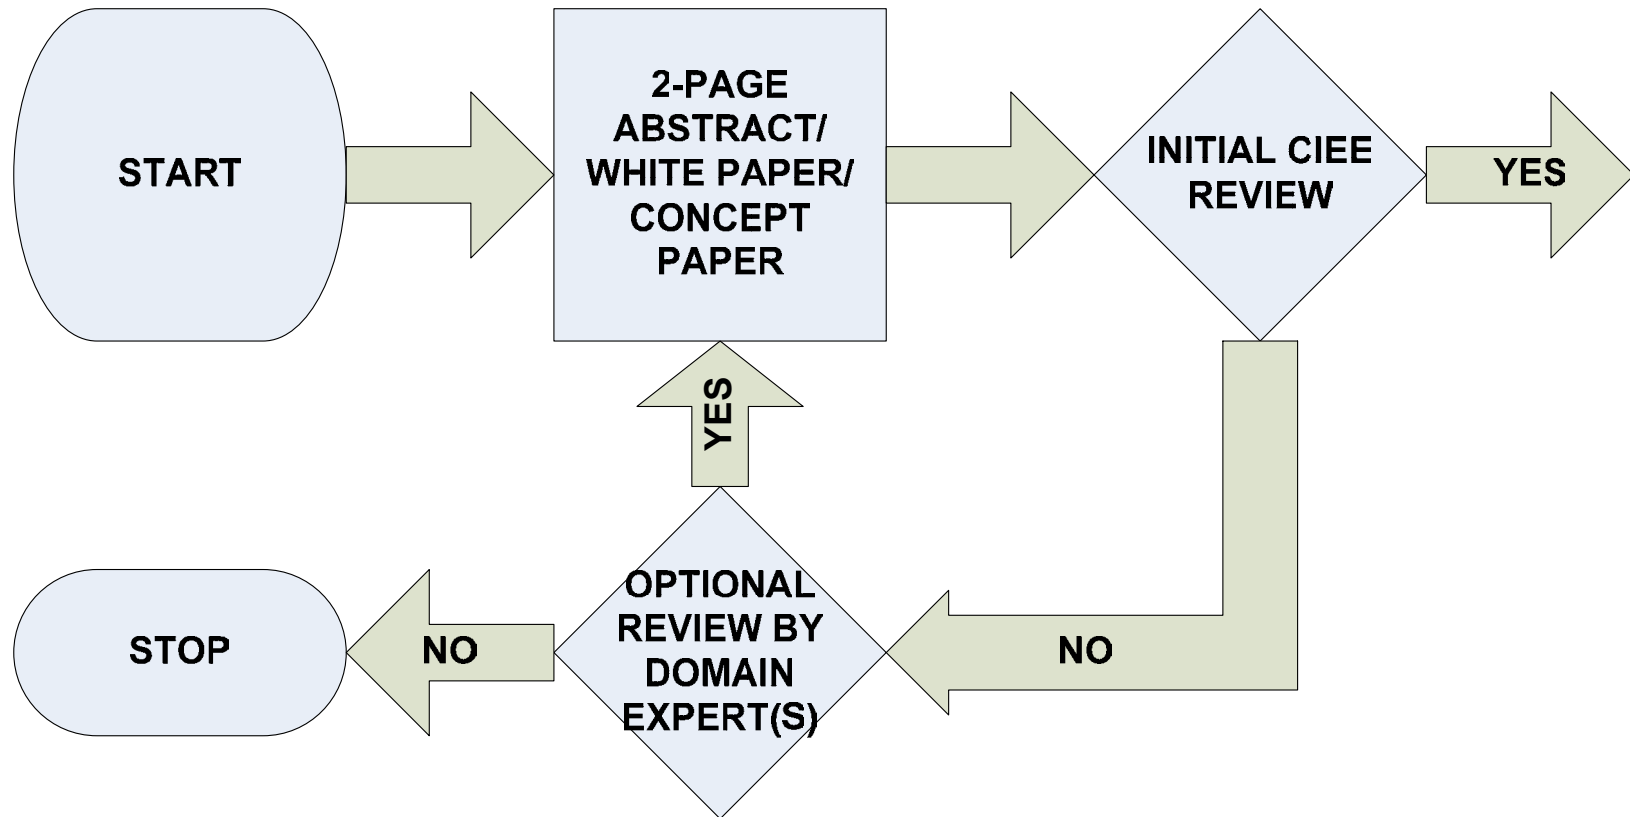 START
2-PAGE
ABSTRACT/
WHITE PAPER/
CONCEPT
PAPER
INITIAL CIEE
REVIEW
YES
YES
STOP
NO
OPTIONAL
REVIEW BY
DOMAIN
EXPERT(S)
NO